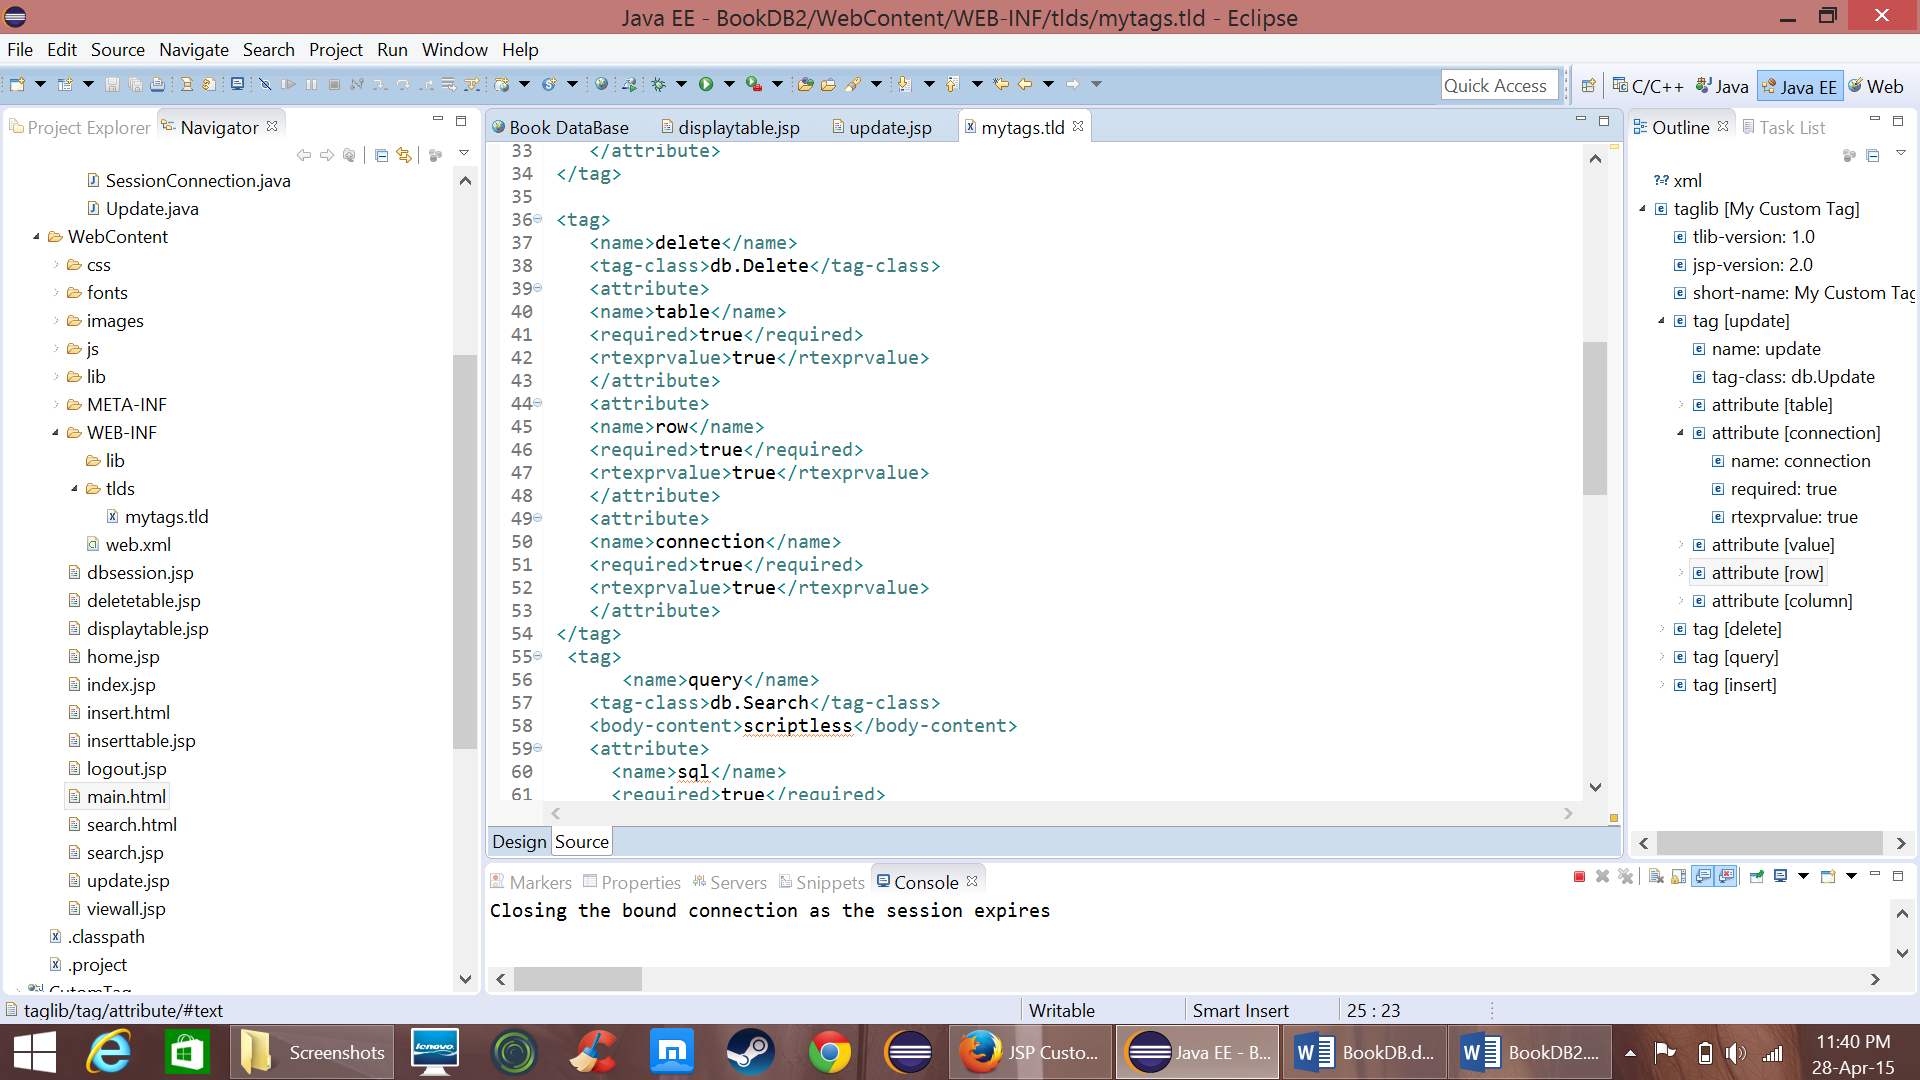 Java EE - BookDB2/WebContent/WEB-INF/tlds/mytags.tld - Eclipse
File Edit Source Navigate Search Project Run Window Help
Quick Access
C/C++ Java Java EE Web
Project Explorer Navigator
SessionConnection.java
Update.java
WebContent
css
fonts
images
js
lib
META-INF
WEB-INF
lib
tlds
mytags.tld
web.xml
dbsession.jsp
deletetable.jsp
displaytable.jsp
home.jsp
index.jsp
insert.html
inserttable.jsp
logout.jsp
main.html
search.html
search.jsp
update.jsp
viewall.jsp
.classpath
.project
CutomTag
Book DataBase displaytable.jsp update.jsp mytags.tld
33 </attribute>
34 </tag>
35
36 <tag>
37 <name>delete</name>
38 <tag-class>db.Delete</tag-class>
39 <attribute>
40 <name>table</name>
41 <required>true</required>
42 <rtexprvalue>true</rtexprvalue>
43 </attribute>
44 <attribute>
45 <name>row</name>
46 <required>true</required>
47 <rtexprvalue>true</rtexprvalue>
48 </attribute>
49 <attribute>
50 <name>connection</name>
51 <required>true</required>
52 <rtexprvalue>true</rtexprvalue>
53 </attribute>
54 </tag>
55 <tag>
56 <name>query</name>
57 <tag-class>db.Search</tag-class>
58 <body-content>scriptless</body-content>
59 <attribute>
60 <name>sql</name>
61 <required>true</required>
Design Source
Outline Task List
xml
taglib [My Custom Tag]
tlib-version: 1.0
jsp-version: 2.0
short-name: My Custom Tag
tag [update]
name: update
tag-class: db.Update
attribute [table]
attribute [connection]
name: connection
required: true
rtexprvalue: true
attribute [value]
attribute [row]
attribute [column]
tag [delete]
tag [query]
tag [insert]
Markers Properties Servers Snippets Console
Closing the bound connection as the session expires
taglib/tag/attribute/#text Writable Smart Insert 25 : 23
Screenshots lenovo JSP Custo... Java EE - B... BookDB.d... BookDB2....
11:40 PM
28-Apr-15